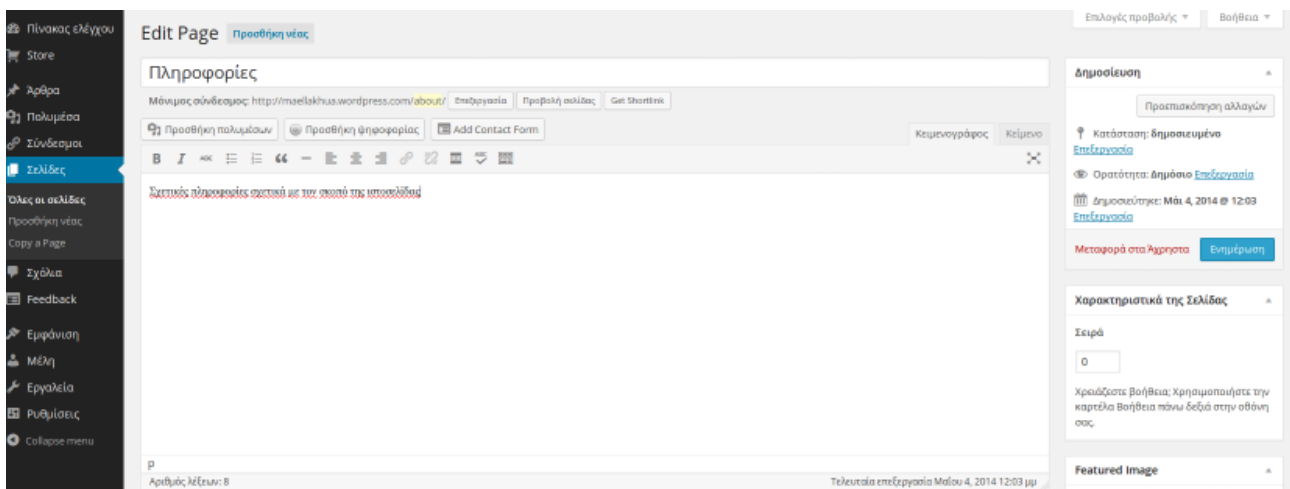 Πίνακας ελέγχου
Store
Άρθρα
Πολυμέσα
Σύνδεσμοι
Σελίδες
Όλες οι σελίδες
Προσθήκη νέας
Copy a Page
Σχόλια
Feedback
Εμφάνιση
Μέλη
Εργαλεία
Ρυθμίσεις
Collapse menu
Επιλογές προβολής Βοήθεια
Edit Page Προσθήκη νέας
Πληροφορίες
Μόνιμος σύνδεσμος: http://maellakhua.wordpress.com/about/ Επεξεργασία Προβολή σελίδας Get Shortlink
Προσθήκη πολυμέσων Προσθήκη ψηφοφορίας Add Contact Form
Κειμενογράφος Κείμενο
B I ABC
Σχετικές πληροφορίες σχετικά με τον σκοπό της ιστοσελίδας
p
Αριθμός λέξεων: 8 Τελευταία επεξεργασία Μαΐου 4, 2014 12:03 μμ
Δημοσίευση
Προεπισκόπηση αλλαγών
Κατάσταση: δημοσιευμένο
Επεξεργασία
Ορατότητα: Δημόσιο Επεξεργασία
Δημοσιεύτηκε: Μάι 4, 2014 @ 12:03
Επεξεργασία
Μεταφορά στα Άχρηστα Ενημέρωση
Χαρακτηριστικά της Σελίδας
Σειρά
0
Χρειάζεστε βοήθεια; Χρησιμοποιήστε την
καρτέλα Βοήθεια πάνω δεξιά στην οθόνη
σας.
Featured Image